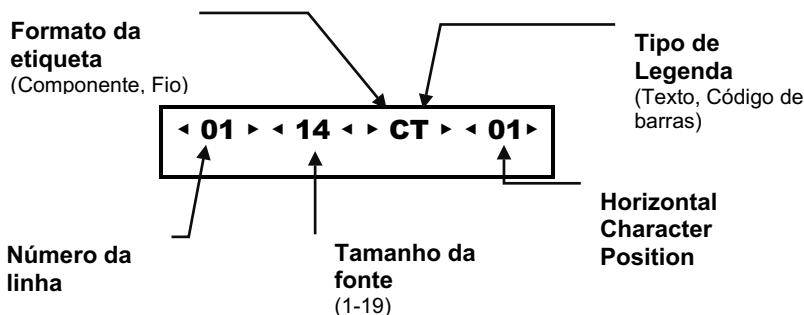 Formato da
etiqueta
(Componente, Fio)
Tipo de
Legenda
(Texto, Código de
barras)
◄ 01 ► ◄ 14 ◄ ► CT ► ◄ 01 ►
Número da
linha
Tamanho da
fonte
(1-19)
Horizontal
Character
Position